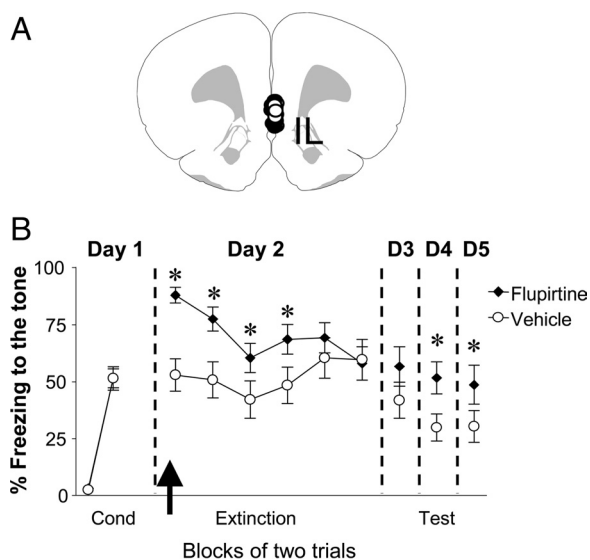 A
IL
B
Day 1 Day 2 D3 D4 D5
100
75
50
25
0
% Freezing to the tone
* * * * * *
Flupirtine
Vehicle
Cond Extinction Test
Blocks of two trials